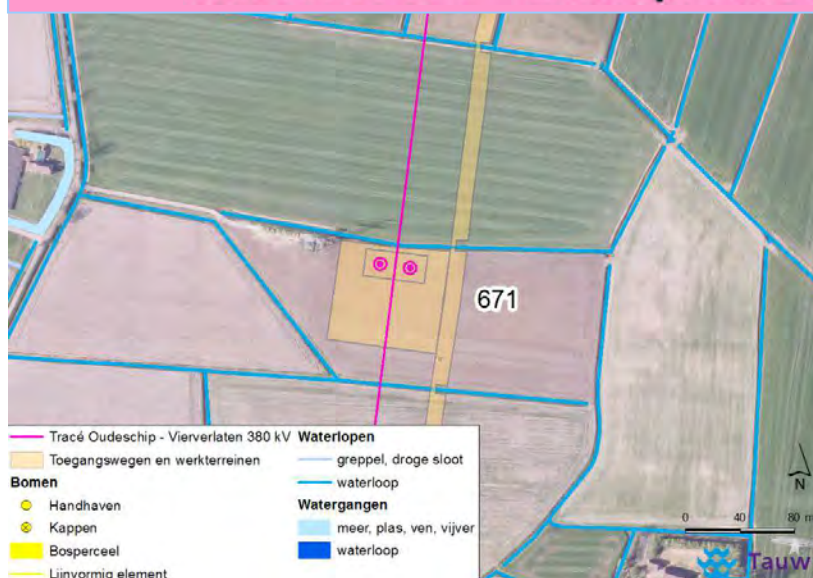 671
Tracé Oudeschip - Vierverlaten 380 kV
Toegangswegen en werkterreinen
Bomen
Handhaven
Kappen
Bosperceel
Lijnvormig element
Waterlopen
greppel, droge sloot
waterloop
Watergangen
meer, plas, ven, vijver
waterloop
N
0 40 80 m
Tauw